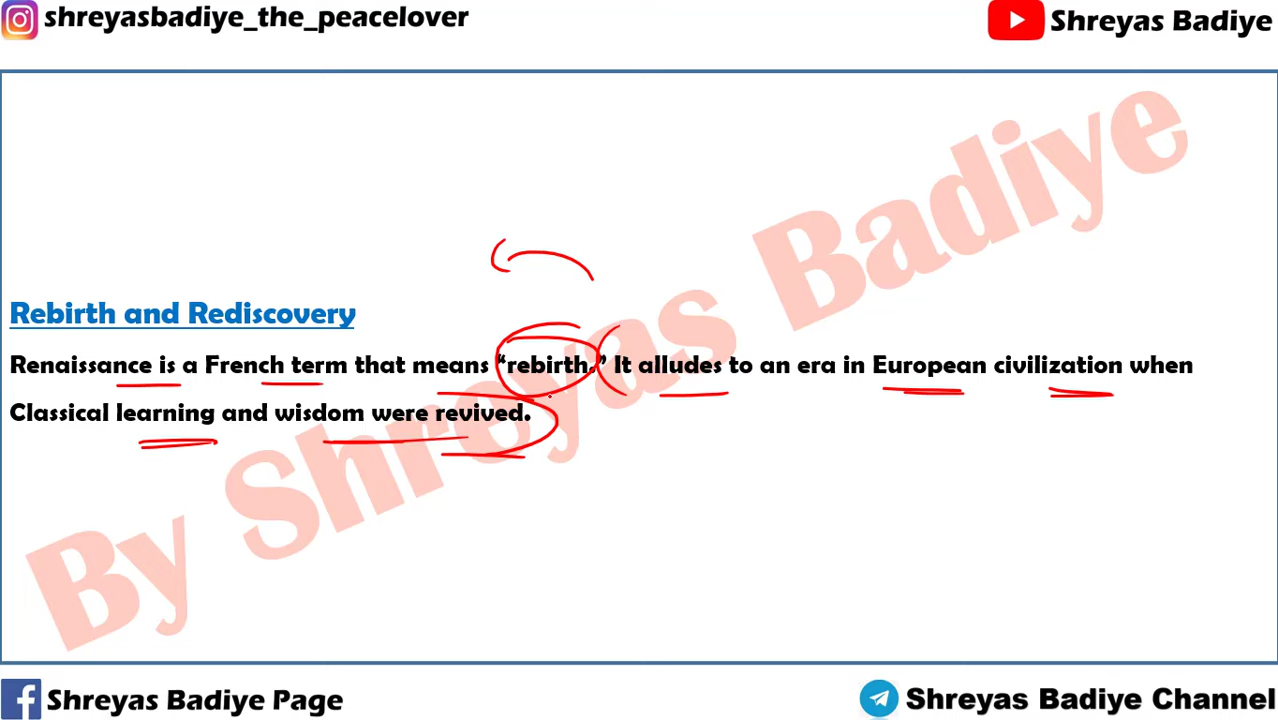 shreyasbadiye_the_peacelover
Shreyas Badiye
By Shreyas Badiye
Rebirth and Rediscovery
Renaissance is a French term that means “rebirth.” It alludes to an era in European civilization when
Classical learning and wisdom were revived.
Shreyas Badiye Page
Shreyas Badiye Channel